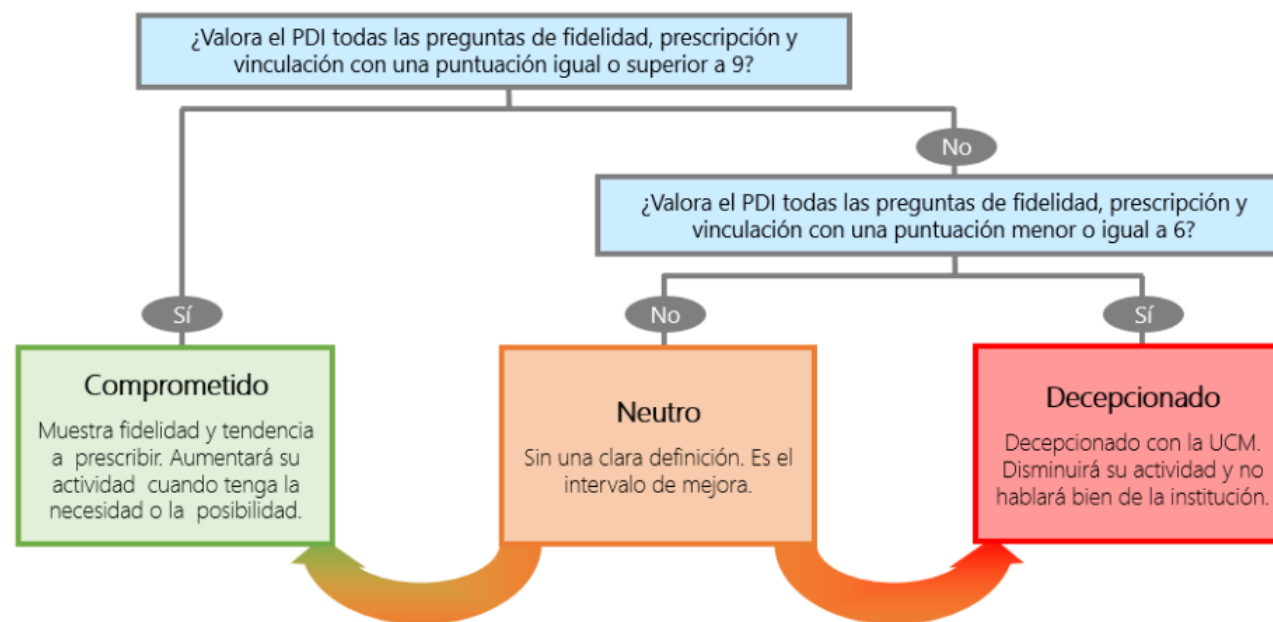 ¿Valora el PDI todas las preguntas de fidelidad, prescripción y
vinculación con una puntuación igual o superior a 9?
No
¿Valora el PDI todas las preguntas de fidelidad, prescripción y
vinculación con una puntuación menor o igual a 6?
Sí
No
Sí
Comprometido
Muestra fidelidad y tendencia
a prescribir. Aumentará su
actividad cuando tenga la
necesidad o la posibilidad.
Neutro
Sin una clara definición. Es el
intervalo de mejora.
Decepcionado
Decepcionado con la UCM.
Disminuirá su actividad y no
hablará bien de la institución.